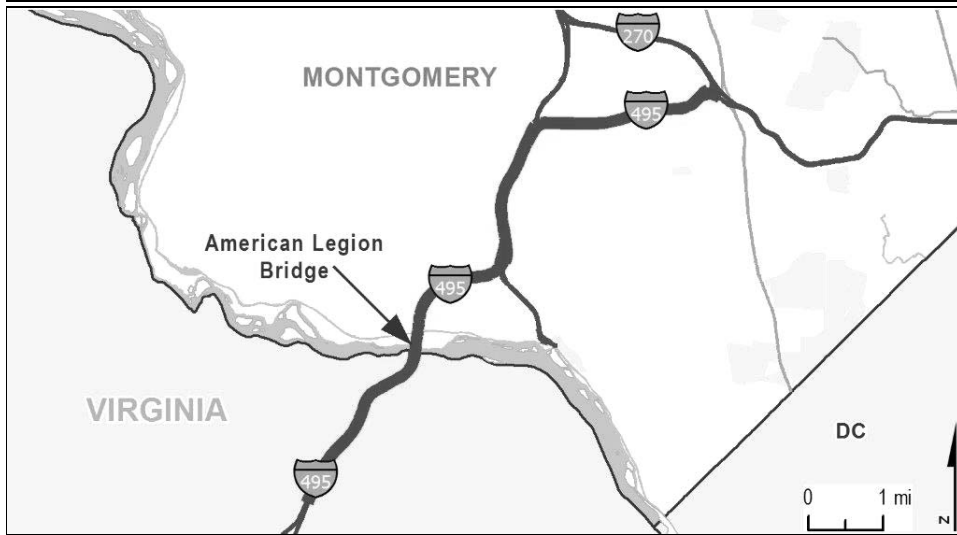 270
MONTGOMERY
495
American Legion
Bridge
495
VIRGINIA
DC
495
0 1 mi
N